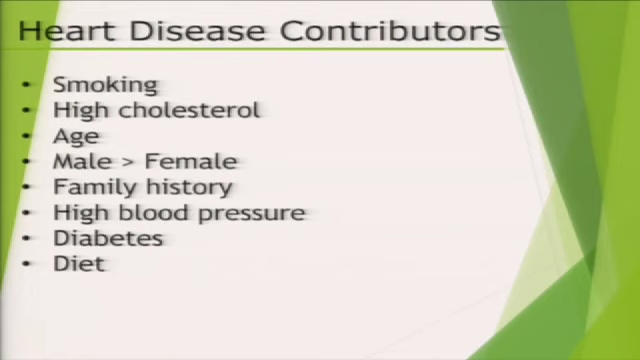 Heart Disease Contributors
• Smoking
• High cholesterol
• Age
• Male > Female
• Family history
• High blood pressure
• Diabetes
• Diet